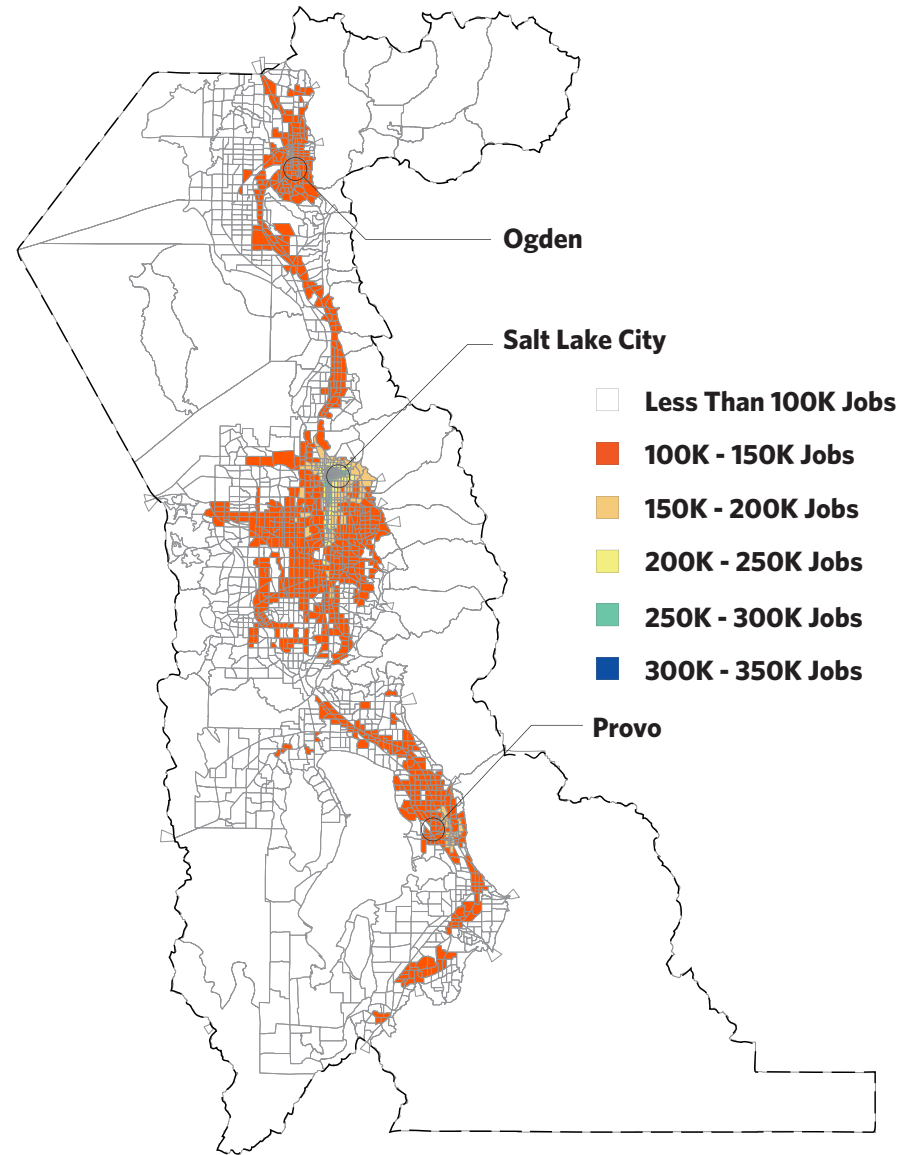 Ogden
Salt Lake City
Less Than 100K Jobs
100K - 150K Jobs
150K - 200K Jobs
200K - 250K Jobs
250K - 300K Jobs
300K - 350K Jobs
Provo